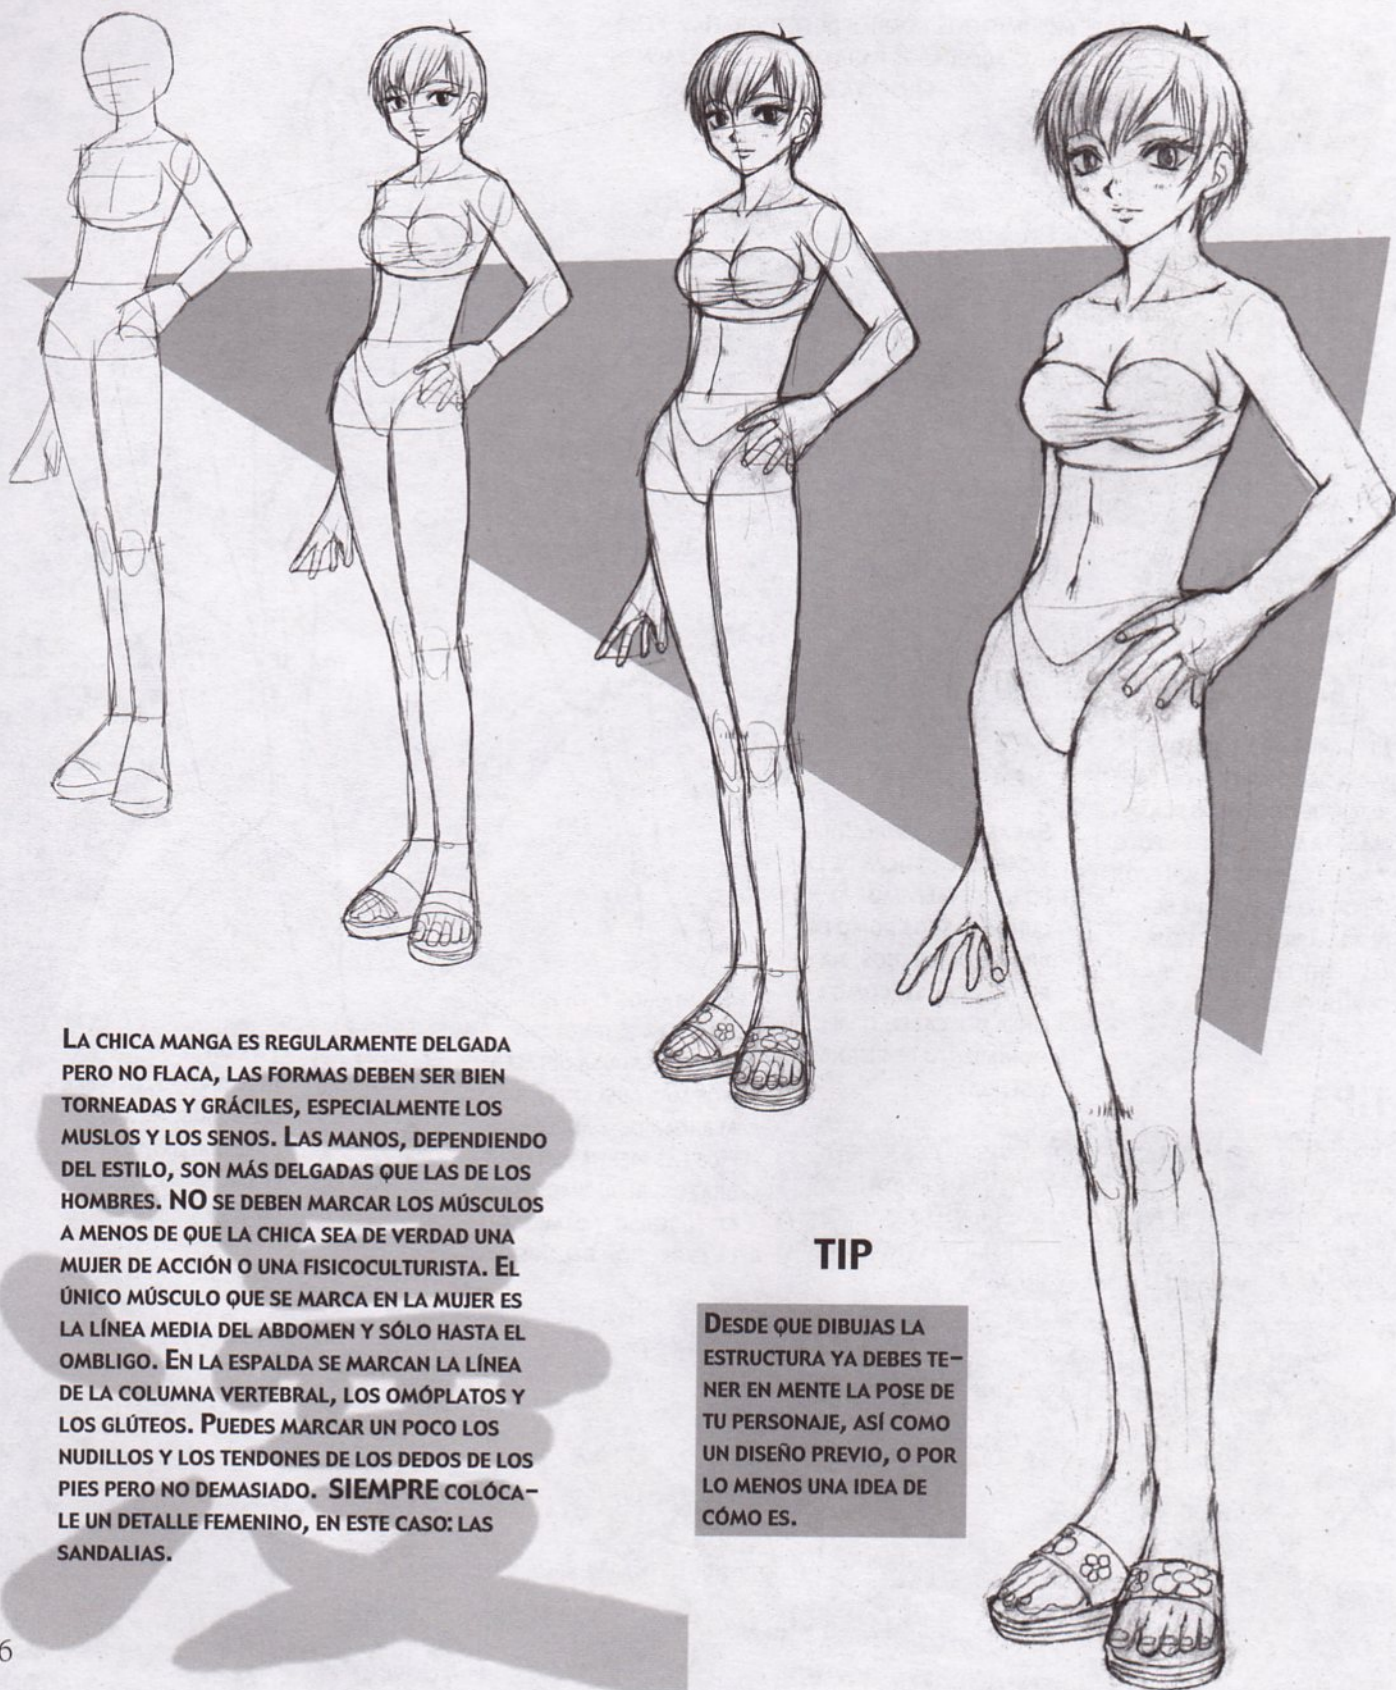 LA CHICA MANGA ES REGULARMENTE DELGADA
PERO NO FLACA, LAS FORMAS DEBEN SER BIEN
TORNEADAS Y GRÁCILES, ESPECIALMENTE LOS
MUSLOS Y LOS SENOS. LAS MANOS, DEPENDIENDO
DEL ESTILO, SON MÁS DELGADAS QUE LAS DE LOS
HOMBRES. NO SE DEBEN MARCAR LOS MÚSCULOS
A MENOS DE QUE LA CHICA SEA DE VERDAD UNA
MUJER DE ACCIÓN O UNA FISICOCULTURISTA. EL
ÚNICO MÚSCULO QUE SE MARCA EN LA MUJER ES
LA LÍNEA MEDIA DEL ABDOMEN Y SÓLO HASTA EL
OMBLIGO. EN LA ESPALDA SE MARCAN LA LÍNEA
DE LA COLUMNA VERTEBRAL, LOS OMÓPLATOS Y
LOS GLÚTEOS. PUEDES MARCAR UN POCO LOS
NUDILLOS Y LOS TENDONES DE LOS DEDOS DE LOS
PIES PERO NO DEMASIADO. SIEMPRE COLÓCA-
LE UN DETALLE FEMENINO, EN ESTE CASO: LAS
SANDALIAS.
TIP
DESDE QUE DIBUJAS LA
ESTRUCTURA YA DEBES TE-
NER EN MENTE LA POSE DE
TU PERSONAJE, ASÍ COMO
UN DISEÑO PREVIO, O POR
LO MENOS UNA IDEA DE
CÓMO ES.
6